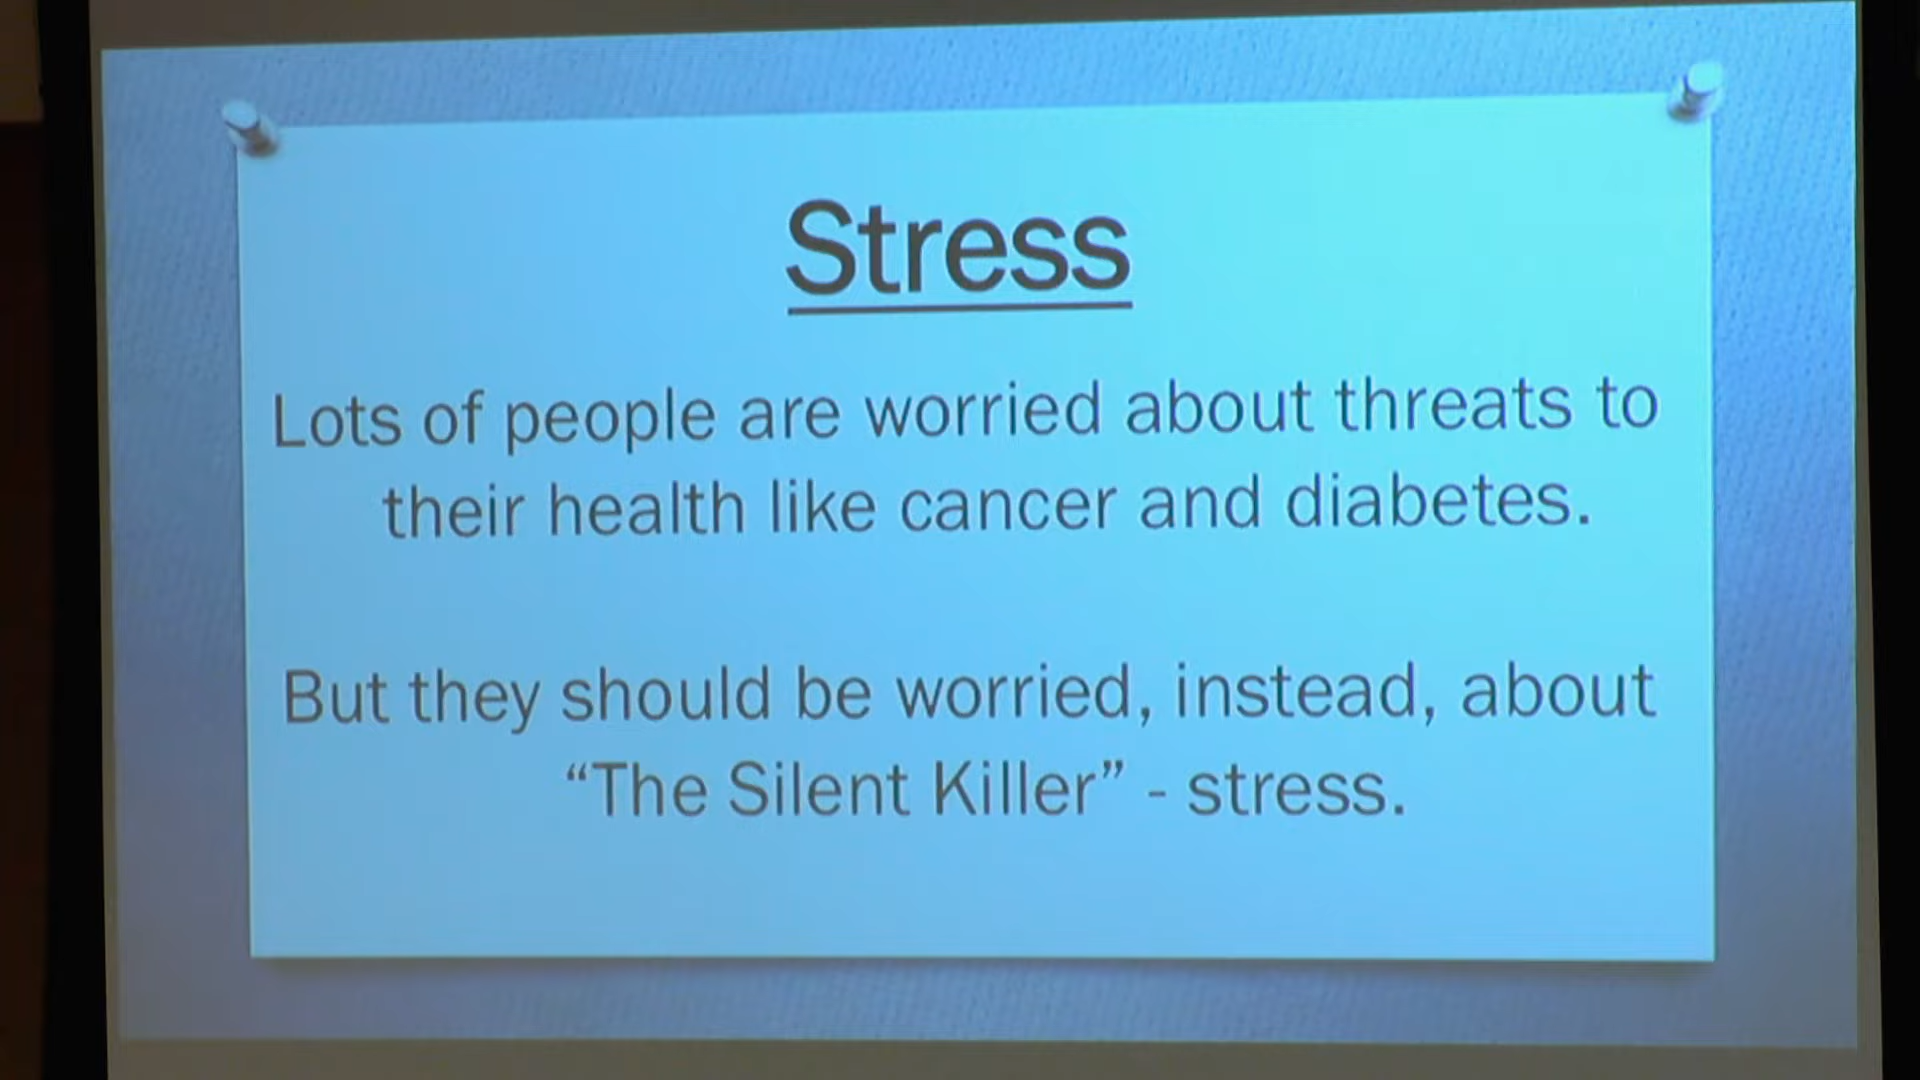 Stress
Lots of people are worried about threats to
their health like cancer and diabetes.
But they should be worried, instead, about
“The Silent Killer” - stress.